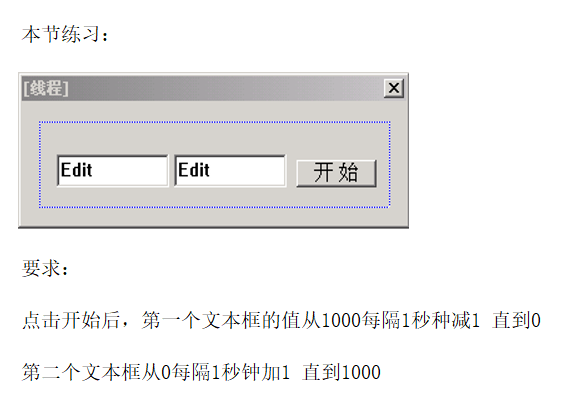 本节练习：
[线程]
Edit Edit 开始
要求：
点击开始后，第一个文本框的值从1000每隔1秒种减1 直到0
第二个文本框从0每隔1秒钟加1 直到1000